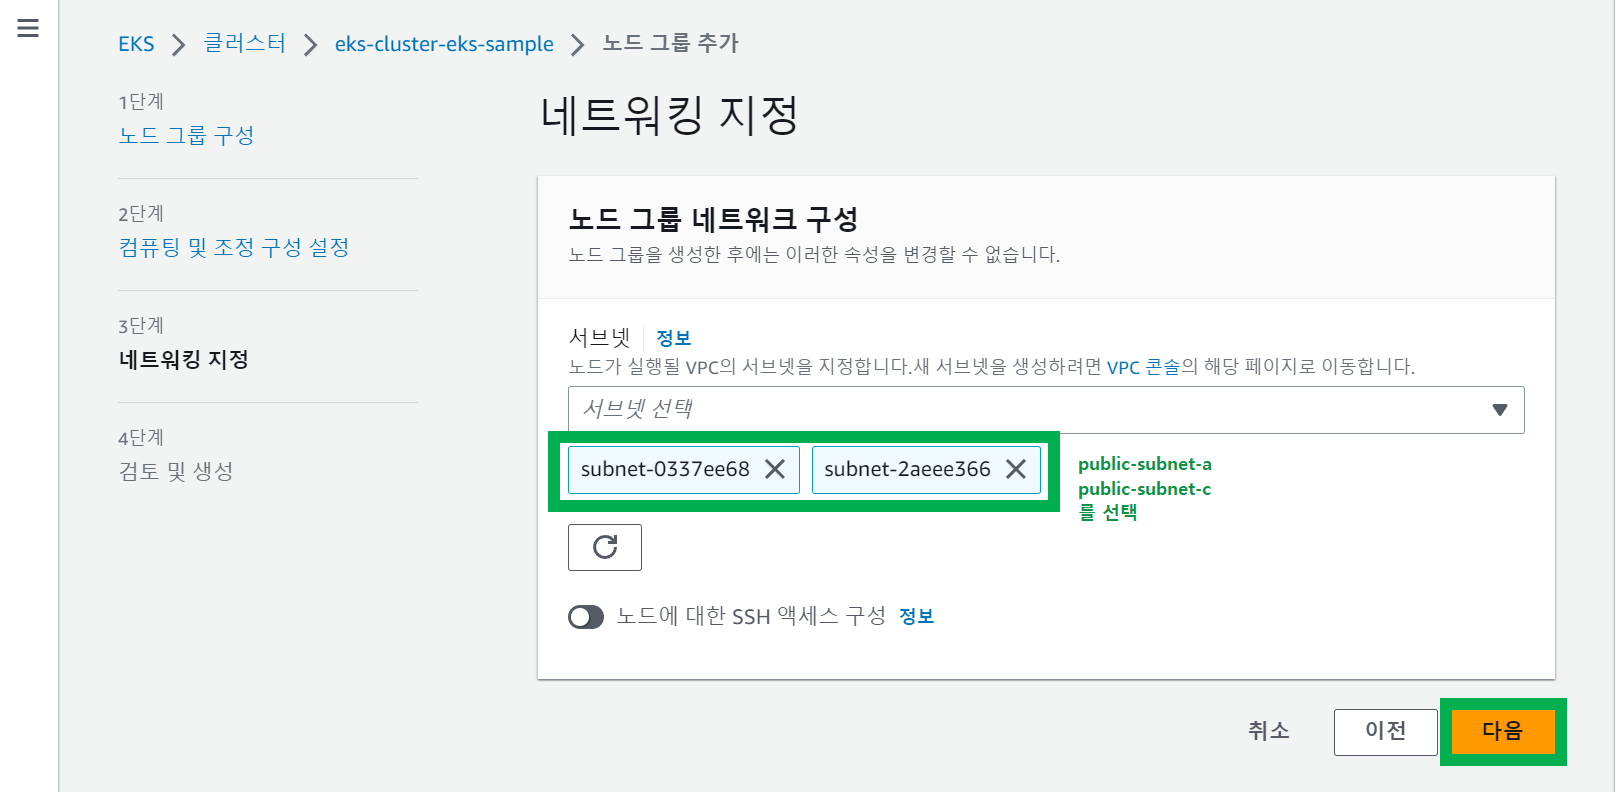 EKS > 클러스터 > eks-cluster-eks-sample > 노드 그룹 추가
1단계
노드 그룹 구성
2단계
컴퓨팅 및 조정 구성 설정
3단계
네트워킹 지정
4단계
검토 및 생성
네트워킹 지정
노드 그룹 네트워크 구성
노드 그룹을 생성한 후에는 이러한 속성을 변경할 수 없습니다.
서브넷 정보
노드가 실행될 VPC의 서브넷을 지정합니다.새 서브넷을 생성하려면 VPC 콘솔의 해당 페이지로 이동합니다.
서브넷 선택
subnet-0337ee68 subnet-2aeee366
public-subnet-a
public-subnet-c
를 선택
노드에 대한 SSH 액세스 구성 정보
취소 이전 다음